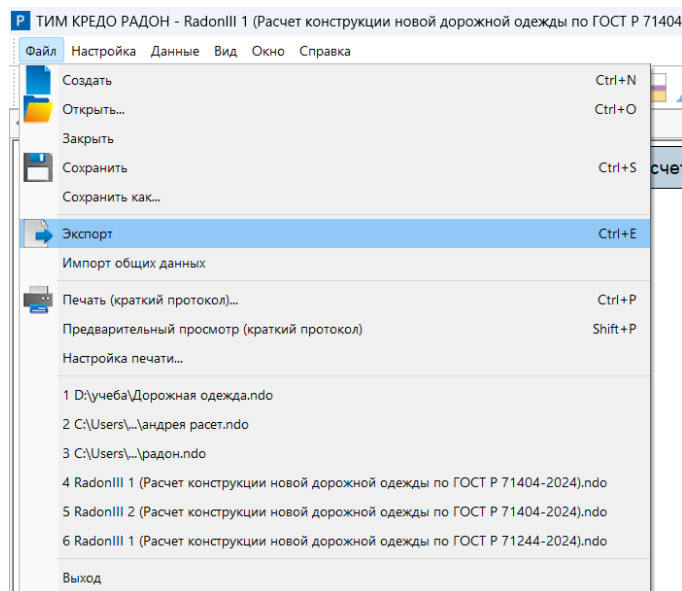 P ТИМ КРЕДО РАДОН - RadonIII 1 (Расчет конструкции новой дорожной одежды по ГОСТ Р 71404
Файл Настройка Данные Вид Окно Справка
Создать Ctrl+N
Открыть... Ctrl+O
Закрыть
Сохранить Ctrl+S
счет
Сохранить как...
Экспорт Ctrl+E
Импорт общих данных
Печать (краткий протокол)... Ctrl+P
Предварительный просмотр (краткий протокол) Shift+P
Настройка печати...
1 D:\учеба\Дорожная одежда.ndo
2 C:\Users\...\андрея расет.ndo
3 C:\Users\...\радон.ndo
4 RadonIII 1 (Расчет конструкции новой дорожной одежды по ГОСТ Р 71404-2024).ndo
5 RadonIII 2 (Расчет конструкции новой дорожной одежды по ГОСТ Р 71404-2024).ndo
6 RadonIII 1 (Расчет конструкции новой дорожной одежды по ГОСТ Р 71244-2024).ndo
Выход